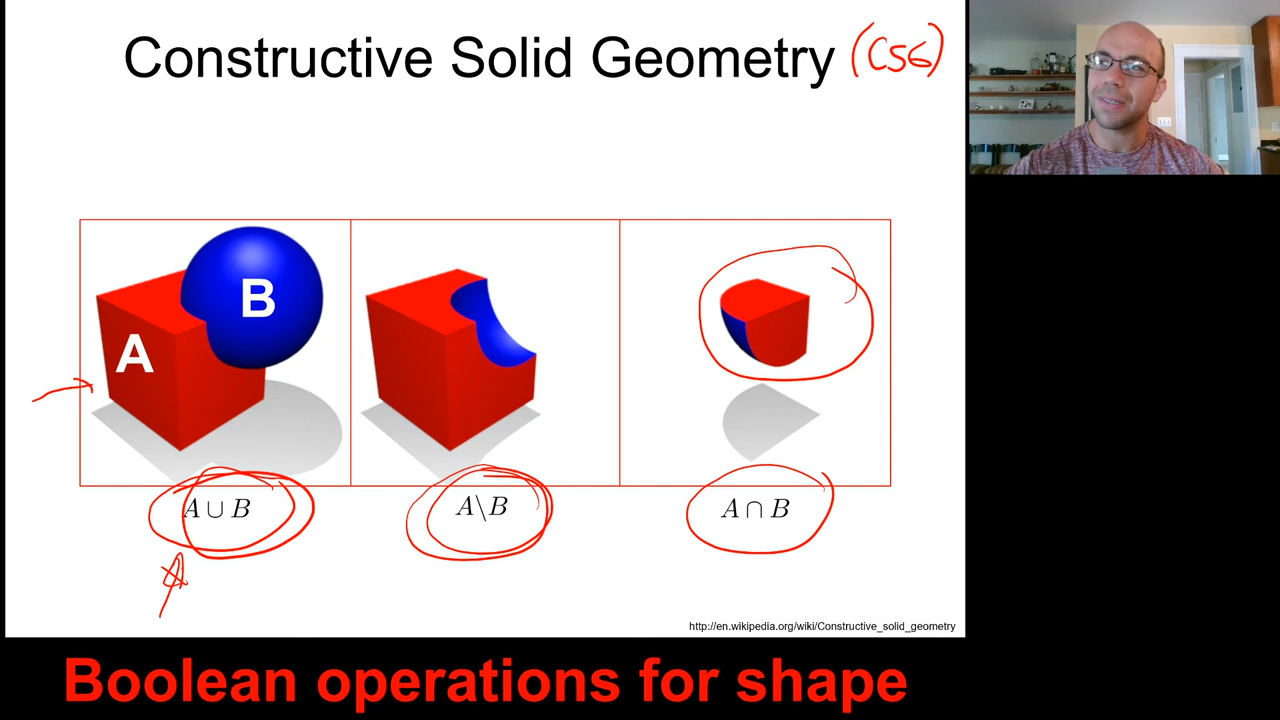 Constructive Solid Geometry (CSG)
A
B
A ∪ B
A\B
A ∩ B
http://en.wikipedia.org/wiki/Constructive_solid_geometry
Boolean operations for shape